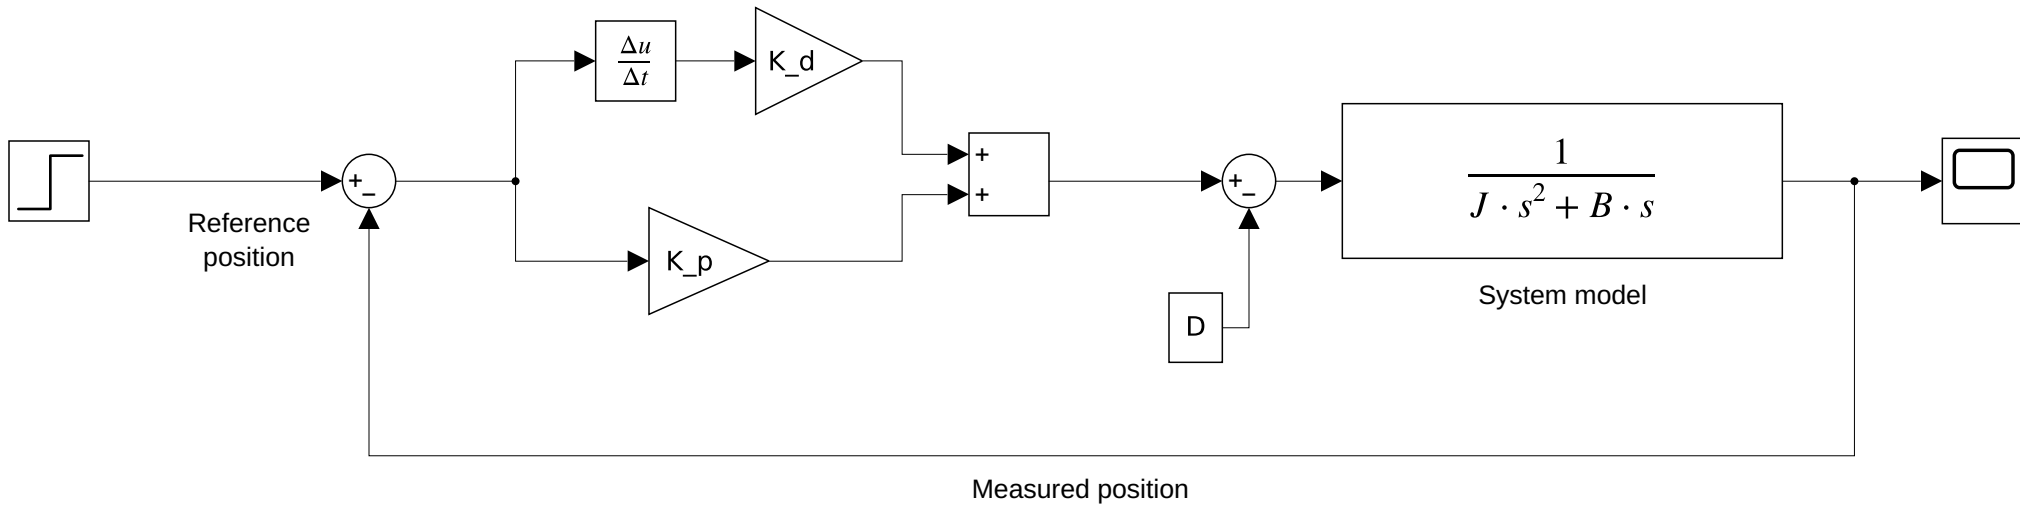 Δu
Δt
K_d
+
−
Reference
position
K_p
+
+
+
−
D
1
J · s² + B · s
System model
Measured position